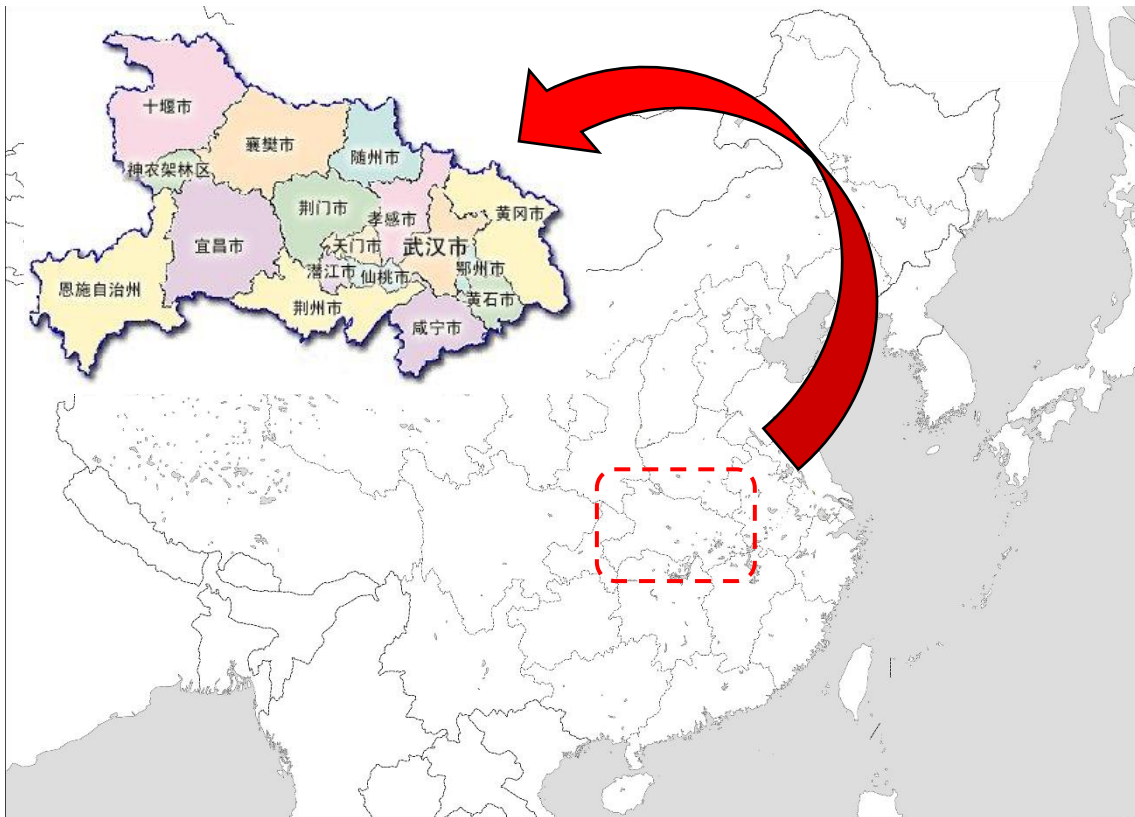 十堰市
襄樊市
随州市
神农架林区
荆门市
孝感市
黄冈市
宜昌市
天门市
武汉市
潜江市
仙桃市
鄂州市
恩施自治州
荆州市
黄石市
咸宁市